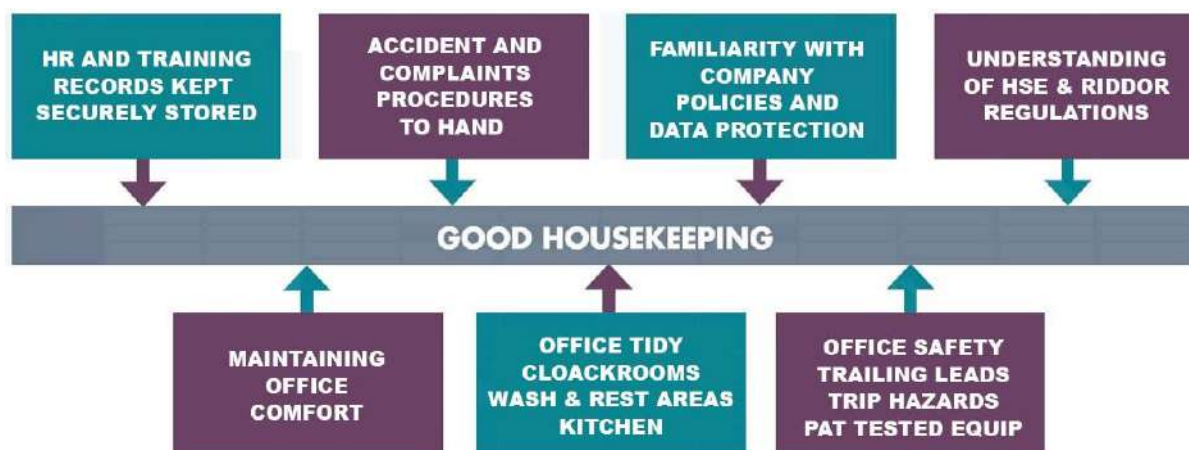 HR AND TRAINING
RECORDS KEPT
SECURELY STORED
ACCIDENT AND
COMPLAINTS
PROCEDURES
TO HAND
FAMILIARITY WITH
COMPANY
POLICIES AND
DATA PROTECTION
UNDERSTANDING
OF HSE & RIDDOR
REGULATIONS
GOOD HOUSEKEEPING
MAINTAINING
OFFICE
COMFORT
OFFICE TIDY
CLOACKROOMS
WASH & REST AREAS
KITCHEN
OFFICE SAFETY
TRAILING LEADS
TRIP HAZARDS
PAT TESTED EQUIP